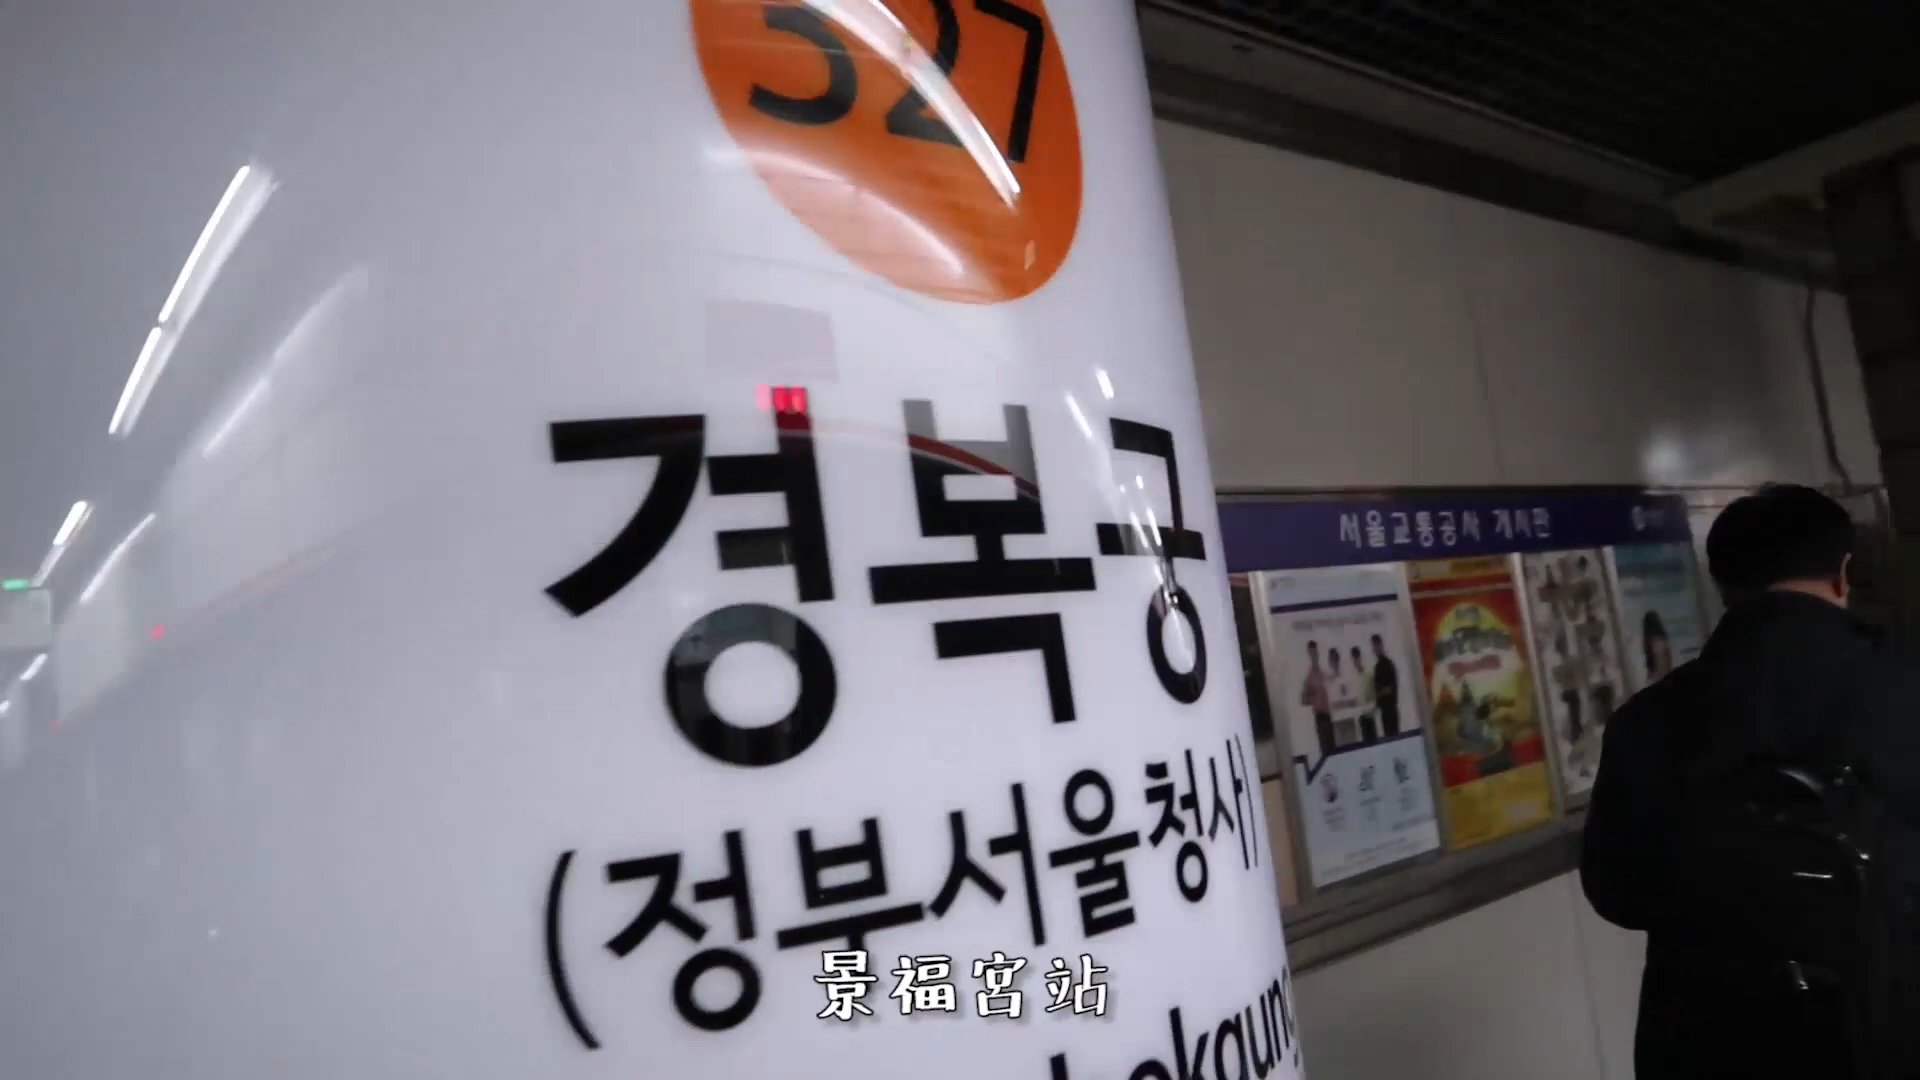 327
경복궁
서울교통공사 게시판
(정부서울청사)
景福宮站
bokgung